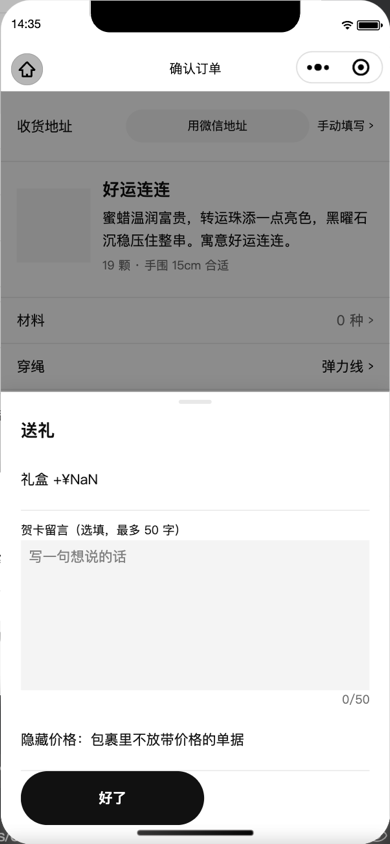 14:35
确认订单
收货地址 用微信地址 手动填写 >
好运连连
蜜蜡温润富贵，转运珠添一点亮色，黑曜石
沉稳压住整串。寓意好运连连。
19 颗 · 手围 15cm 合适
材料 0 种 >
穿绳 弹力线 >
送礼
礼盒 +¥NaN
贺卡留言（选填，最多 50 字）
写一句想说的话
0/50
隐藏价格：包裹里不放带价格的单据
好了